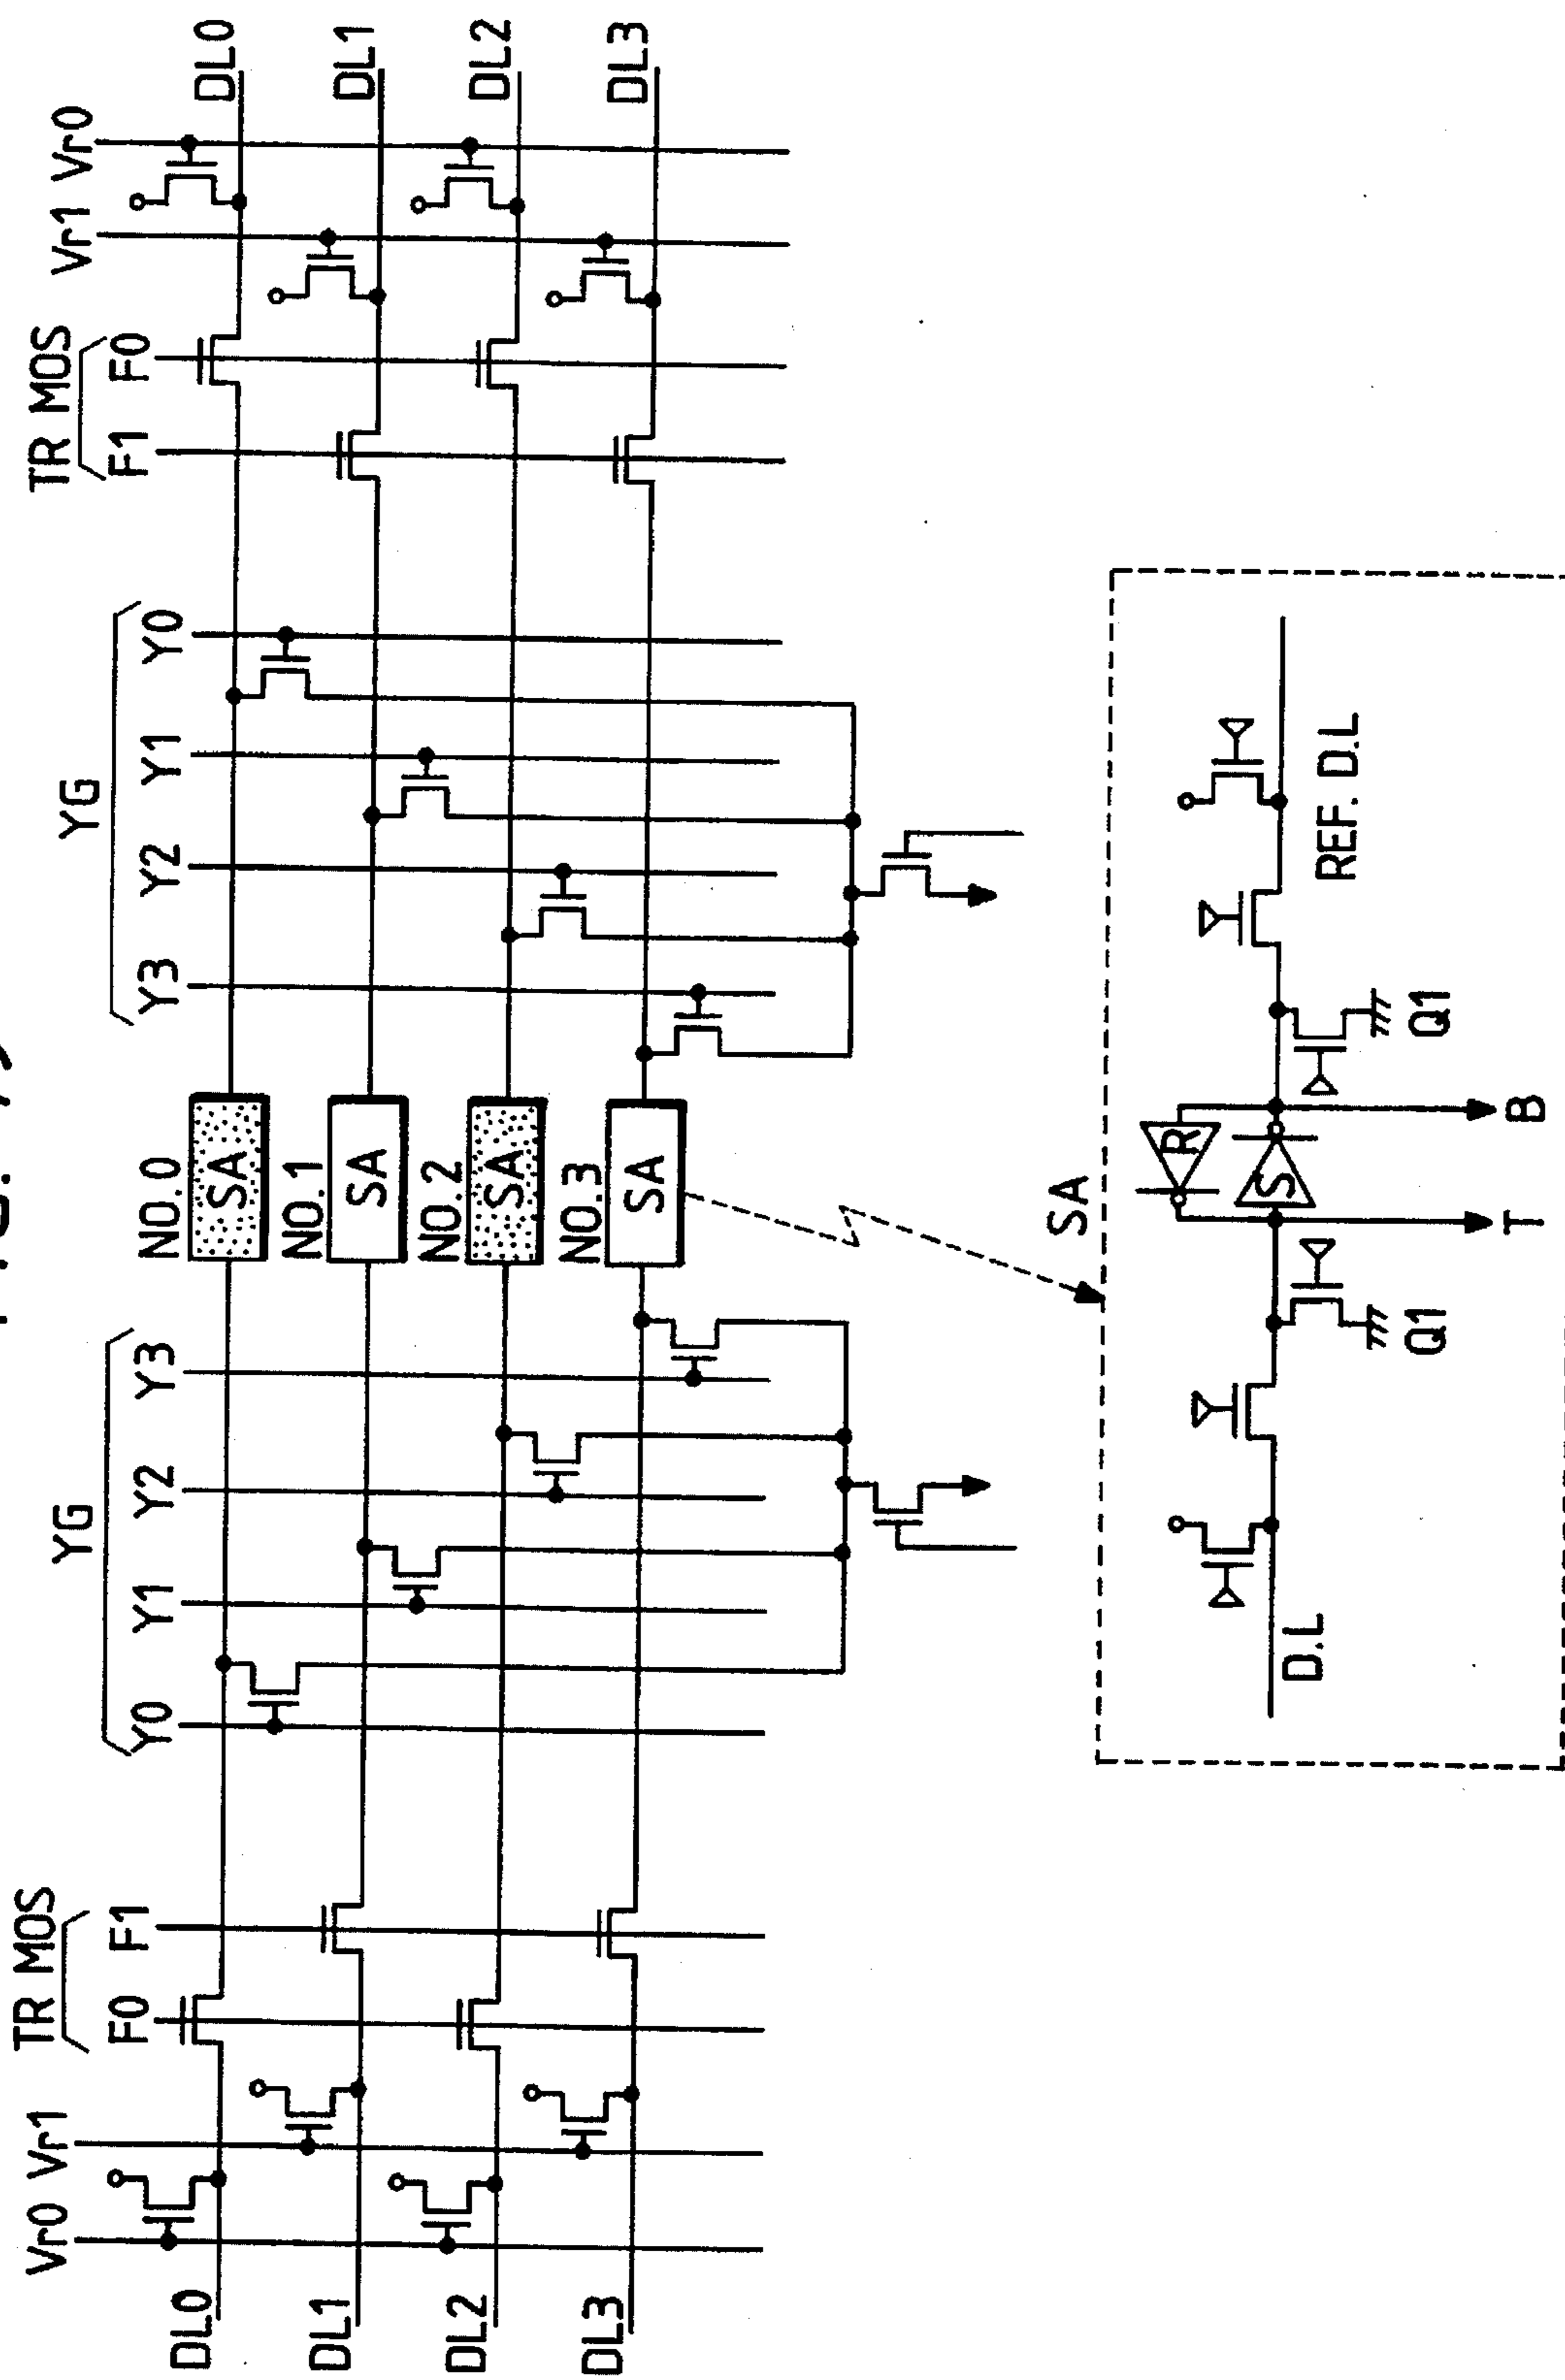 TR MOS
TR MOS
Vr0 Vr1
F0 F1
YG
Y0 Y1 Y2 Y3
YG
Y3 Y2 Y1 Y0
F1 F0
Vr1 Vr0
DL0
NO.0
SA
DL0
DL1
NO.1
SA
DL1
DL2
NO.2
SA
DL2
DL3
NO.3
SA
DL3
SA
R
S
D.L
REF. D.L
Q1
Q1
T
B